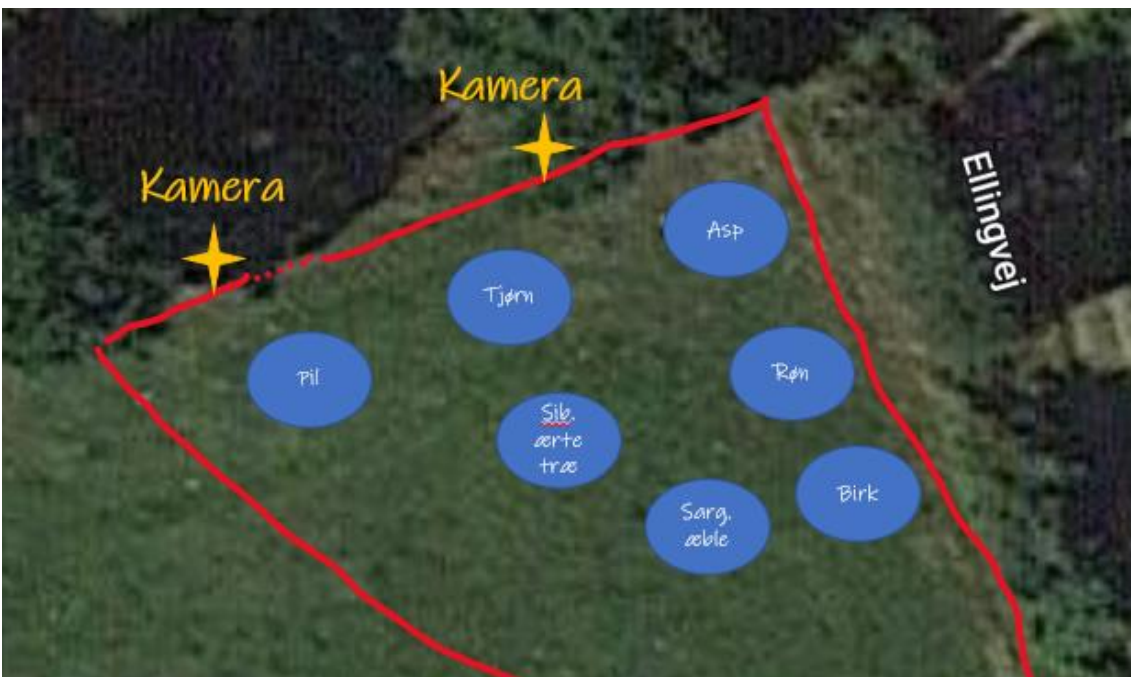 Kamera
Kamera
Ellingvej
Asp
Tjørn
Pil
Røn
Sib.
ærte
træ
Birk
Sarg.
æble